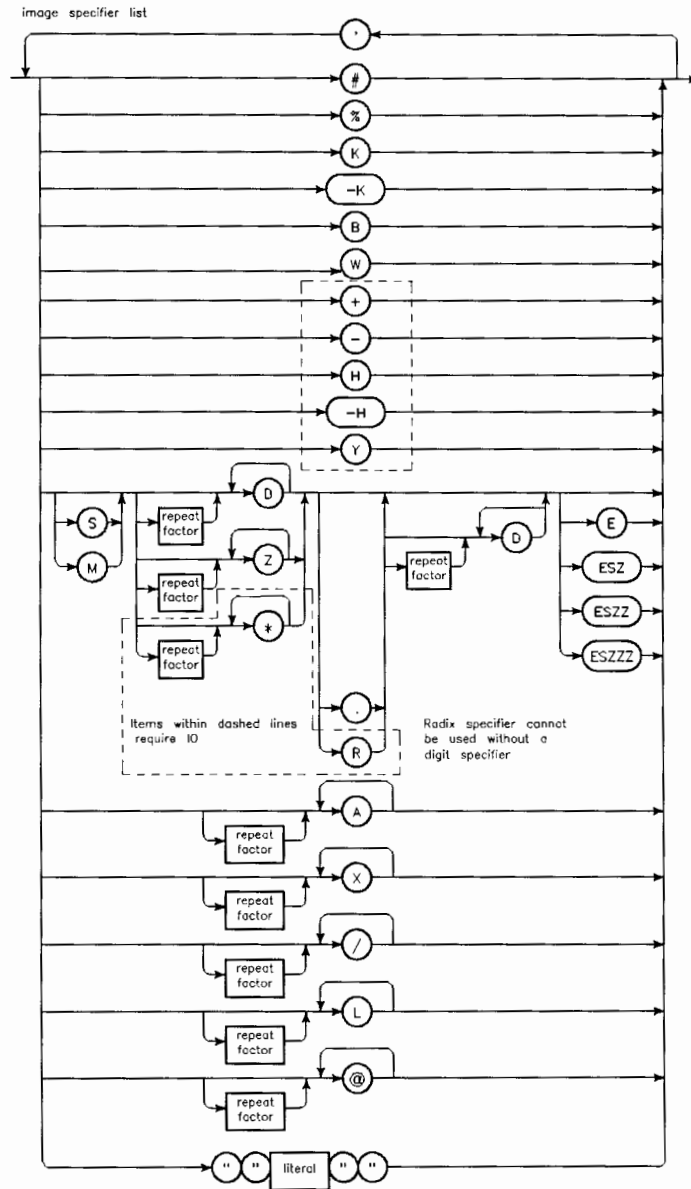 image specifier list
,
#
%
K
-K
B
W
+
-
H
-H
Y
D
S
repeat factor
E
M
Z
repeat factor
D
repeat factor
ESZ
repeat factor
*
ESZZ
ESZZZ
Items within dashed lines
require IO
.
R
Radix specifier cannot
be used without a
digit specifier
A
repeat
factor
X
repeat
factor
/
repeat
factor
L
repeat
factor
@
repeat
factor
" " literal " "